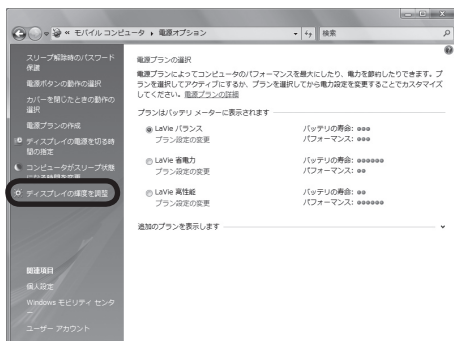 « モバイル コンピュータ ▸ 電源オプション
検索
スリープ解除時のパスワード
保護
電源ボタンの動作の選択
カバーを閉じたときの動作の
選択
電源プランの作成
ディスプレイの電源を切る時
間の指定
コンピュータがスリープ状態
になる時間を変更
ディスプレイの輝度を調整
関連項目
個人設定
Windows モビリティ センタ
ー
ユーザー アカウント
電源プランの選択
電源プランによってコンピュータのパフォーマンスを最大にしたり、電力を節約したりできます。プ
ランを選択してアクティブにするか、プランを選択してから電力設定を変更することでカスタマイズ
してください。電源プランの詳細
プランはバッテリ メーターに表示されます
LaVie バランス バッテリの寿命:
プラン設定の変更 パフォーマンス:
LaVie 省電力 バッテリの寿命:
プラン設定の変更 パフォーマンス:
LaVie 高性能 バッテリの寿命:
プラン設定の変更 パフォーマンス:
追加のプランを表示します